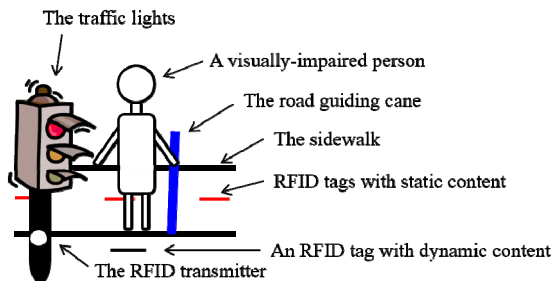 The traffic lights
A visually-impaired person
The road guiding cane
The sidewalk
RFID tags with static content
An RFID tag with dynamic content
The RFID transmitter